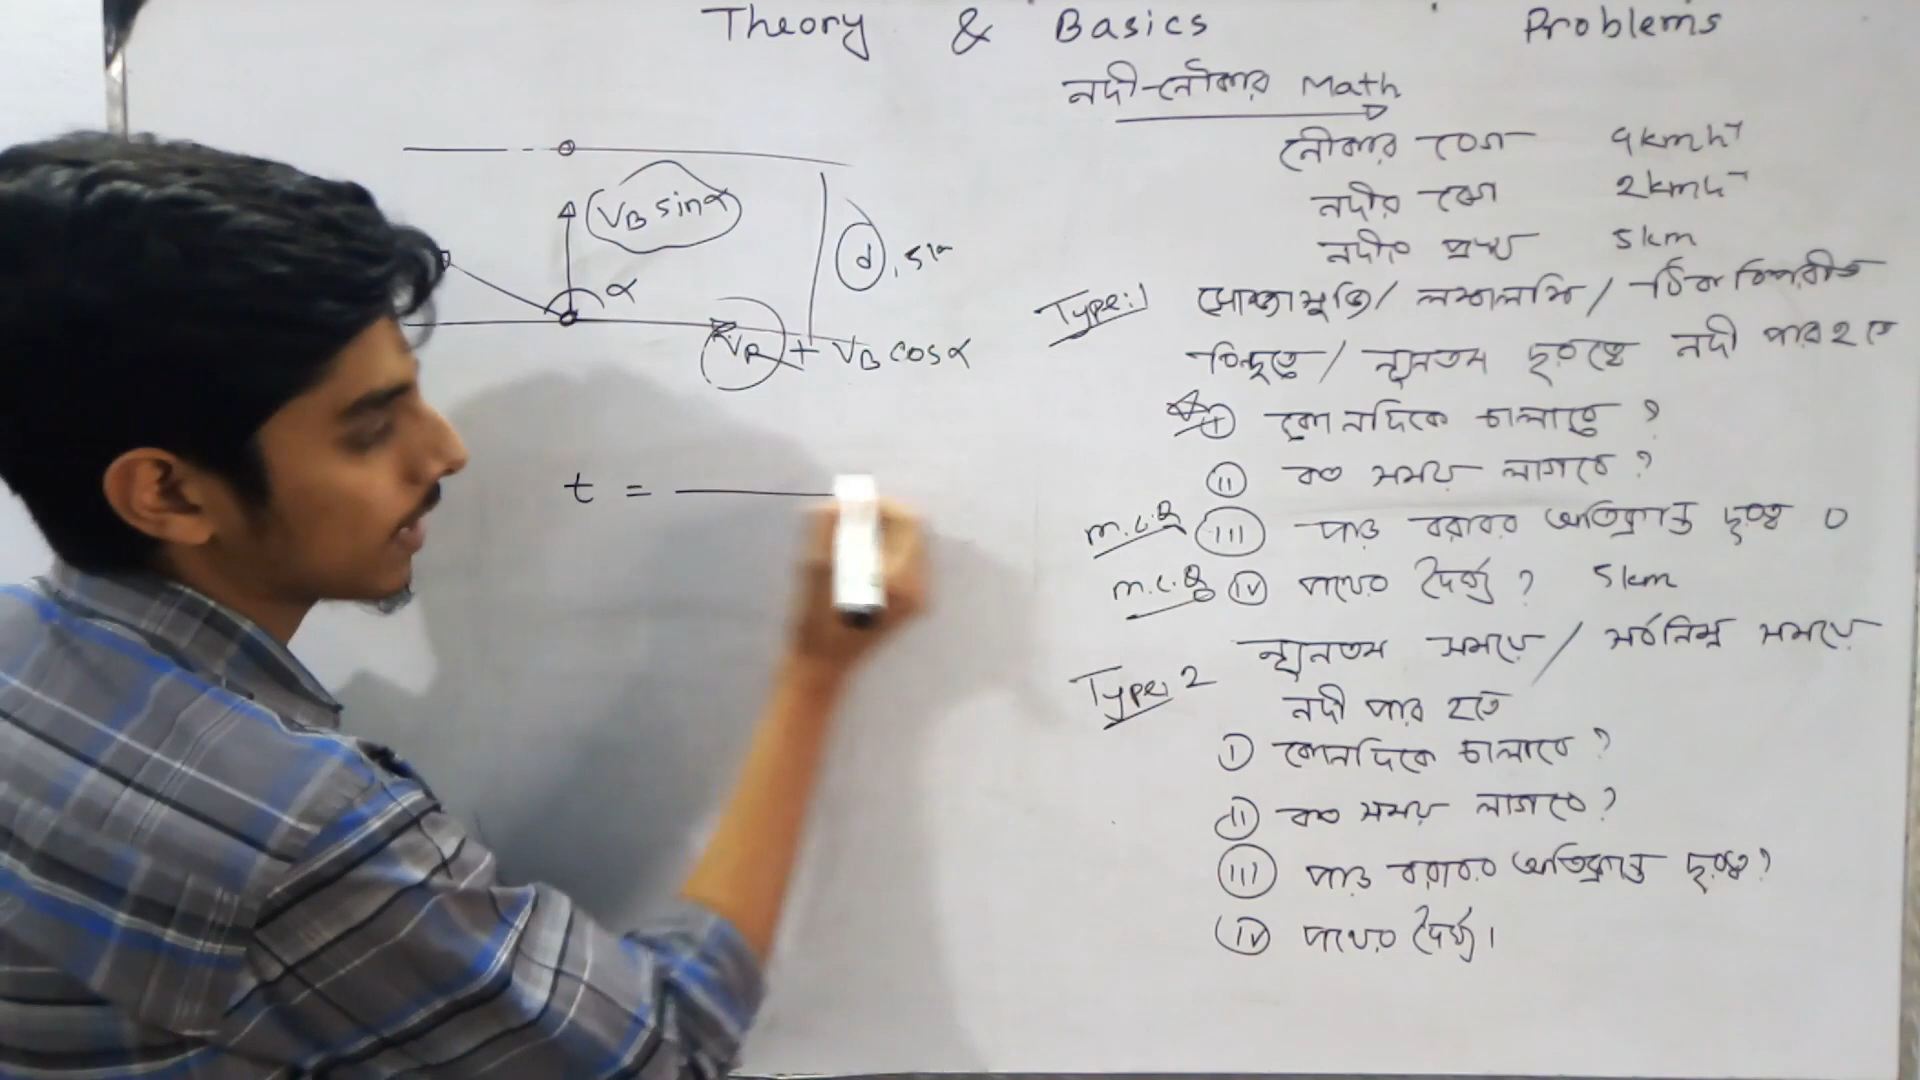 Theory & Basics Problems
নদী-নৌকার Math
নৌকার বেগ 4kmh⁻¹
নদীর বেগ 2kmh⁻¹
নদীর প্রস্থ 5km
Type:1 সোজাসুজি/ লম্বালম্বি/ ঠিক বিপরীত
বিন্দুতে/ ন্যূনতম দূরত্বে নদী পার হতে
i কোনদিকে চালাবে ?
ii কত সময় লাগবে ?
m.c.q iii পাড় বরাবর অতিক্রান্ত দূরত্ব 0
m.c.q iv পথের দৈর্ঘ্য ? 5km
Type: 2 ন্যূনতম সময়ে/ সর্বনিম্ন সময়ে
নদী পার হতে
i কোনদিকে চালাবে ?
ii কত সময় লাগবে ?
iii পাড় বরাবর অতিক্রান্ত দূরত্ব ?
iv পথের দৈর্ঘ্য।
V_B sinα
d,
α
V_R + V_B cosα
t =